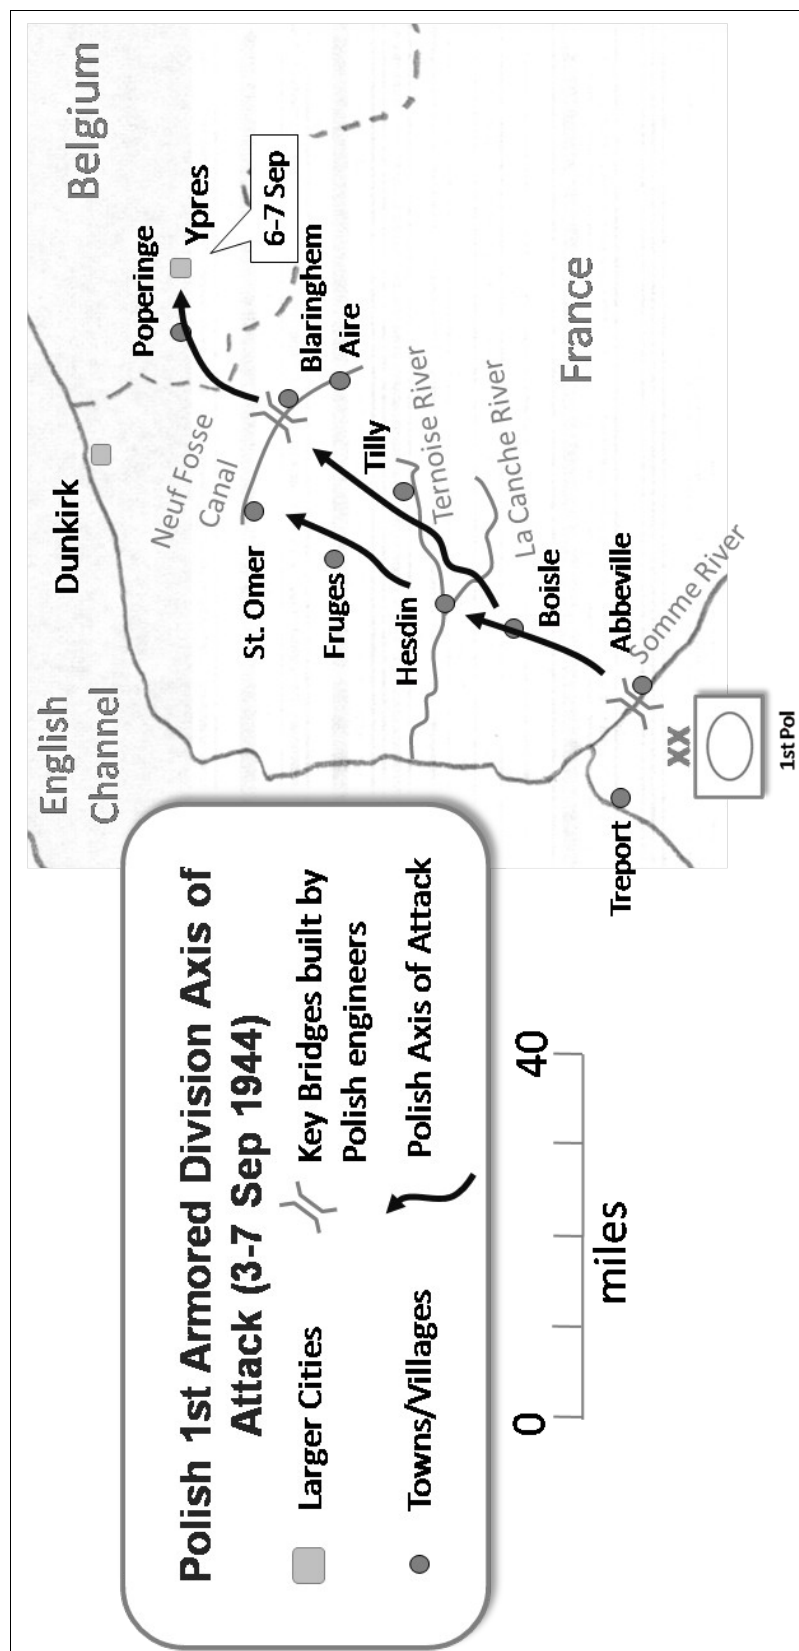 Polish 1st Armored Division Axis of
Attack (3-7 Sep 1944)
Larger Cities
Key Bridges built by
Polish engineers
Towns/Villages
Polish Axis of Attack
0
40
miles
English
Channel
Belgium
Dunkirk
Poperinge
Ypres
6-7 Sep
Neuf Fosse
Canal
St. Omer
Blaringhem
Aire
Fruges
Tilly
Hesdin
Ternoise River
La Canche River
Boisle
France
Abbeville
Somme River
Treport
XX
1st Pol